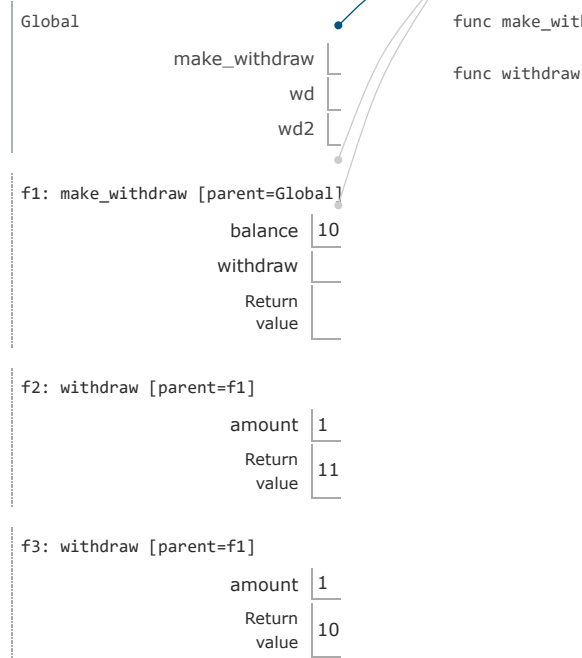 Global
func make_with
make_withdraw
func withdraw
wd
wd2
f1: make_withdraw [parent=Global]
balance 10
withdraw
Return
value
f2: withdraw [parent=f1]
amount 1
Return
value 11
f3: withdraw [parent=f1]
amount 1
Return
value 10